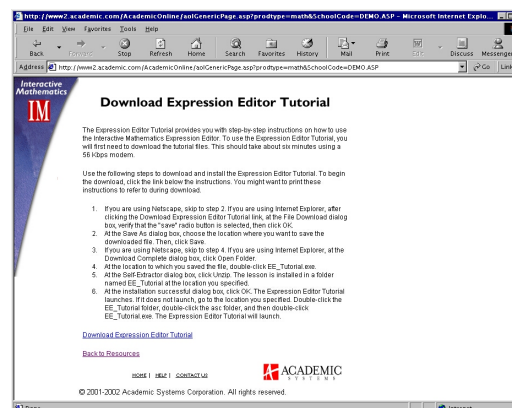 http://www2.academic.com/AcademicOnline/aolGenericPage.asp?prodtype=math&SchoolCode=DEMO.ASP - Microsoft Internet Explo...
File Edit View Favorites Tools Help
Back Forward Stop Refresh Home Search Favorites History Mail Print Edit Discuss Messenger
Address http://www2.academic.com/AcademicOnline/aolGenericPage.asp?prodtype=math&SchoolCode=DEMO.ASP Go Link
Interactive
Mathematics
IM
Download Expression Editor Tutorial
The Expression Editor Tutorial provides you with step-by-step instructions on how to use
the Interactive Mathematics Expression Editor. To use the Expression Editor Tutorial, you
will first need to download the tutorial files. This should take about six minutes using a
56 Kbps modem.
Use the following steps to download and install the Expression Editor Tutorial. To begin
the download, click the link below the instructions. You might want to print these
instructions to refer to during download.
1. If you are using Netscape, skip to step 2. If you are using Internet Explorer, after
clicking the Download Expression Editor Tutorial link, at the File Download dialog
box, verify that the "save" radio button is selected, then click OK.
2. At the Save As dialog box, choose the location where you want to save the
downloaded file. Then, click Save.
3. If you are using Netscape, skip to step 4. If you are using Internet Explorer, at the
Download Complete dialog box, click Open Folder.
4. At the location to which you saved the file, double-click EE_Tutorial.exe.
5. At the Self-Extractor dialog box, click Unzip. The lesson is installed in a folder
named EE_Tutorial at the location you specified.
6. At the installation successful dialog box, click OK. The Expression Editor Tutorial
launches. If it does not launch, go to the location you specified. Double-click the
EE_Tutorial folder, double-click the asc folder, and then double-click
EE_Tutorial.exe. The Expression Editor Tutorial will launch.
Download Expression Editor Tutorial
Back to Resources
HOME | HELP | CONTACT US
ACADEMIC
SYSTEMS
© 2001-2002 Academic Systems Corporation. All rights reserved.
Done Internet